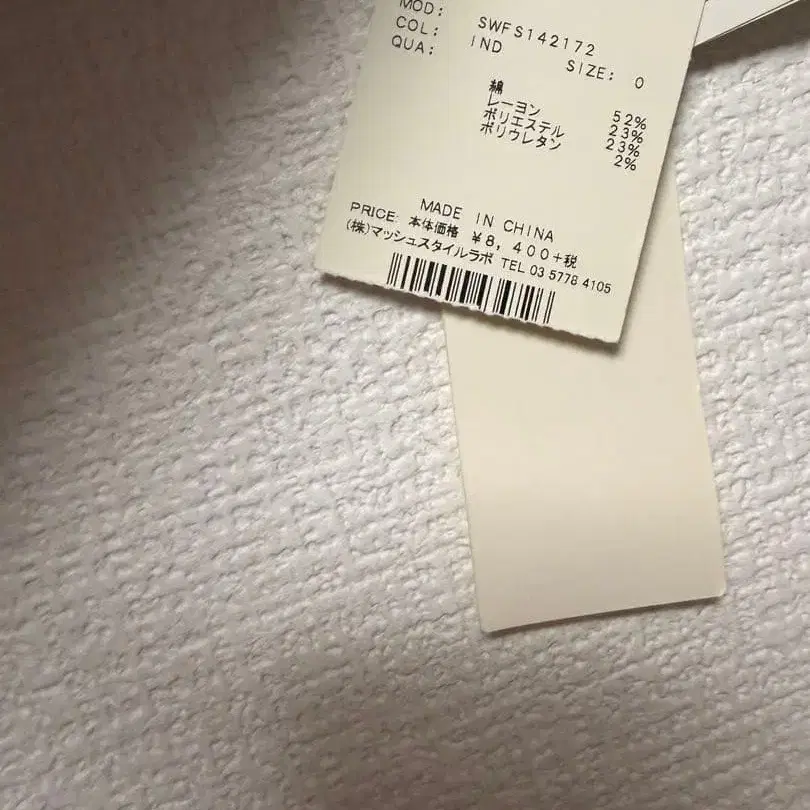 MOD: SWFS142172
COL: IND SIZE: 0
QUA:
綿 52%
レーヨン 23%
ポリエステル 23%
ポリウレタン 2%
MADE IN CHINA
PRICE: 本体価格 ¥8,400+税
(株)マッシュスタイルラボ TEL 03 5778 4105